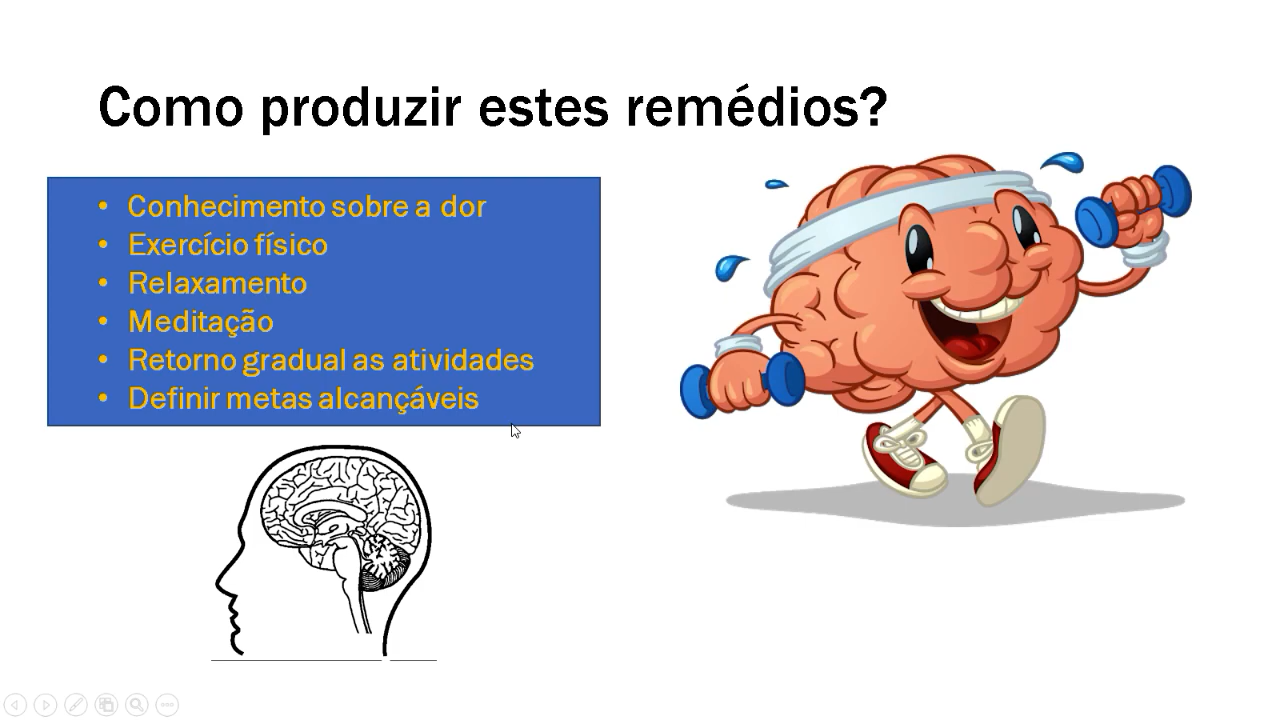 Como produzir estes remédios?
• Conhecimento sobre a dor
• Exercício físico
• Relaxamento
• Meditação
• Retorno gradual as atividades
• Definir metas alcançáveis